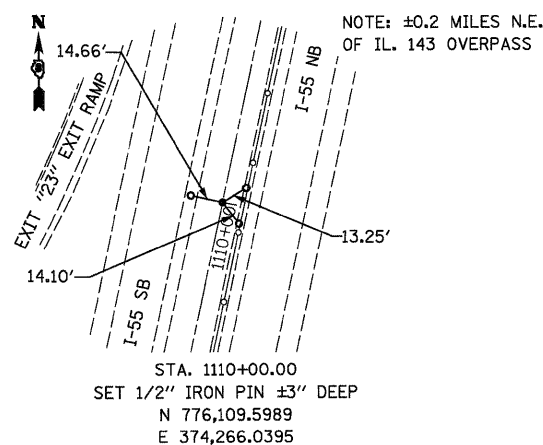 N
NOTE: ±0.2 MILES N.E.
OF IL. 143 OVERPASS
14.66'
I-55 NB
EXIT "23" EXIT RAMP
1110+00
13.25'
14.10'
I-55 SB
STA. 1110+00.00
SET 1/2" IRON PIN ±3" DEEP
N 776,109.5989
E 374,266.0395